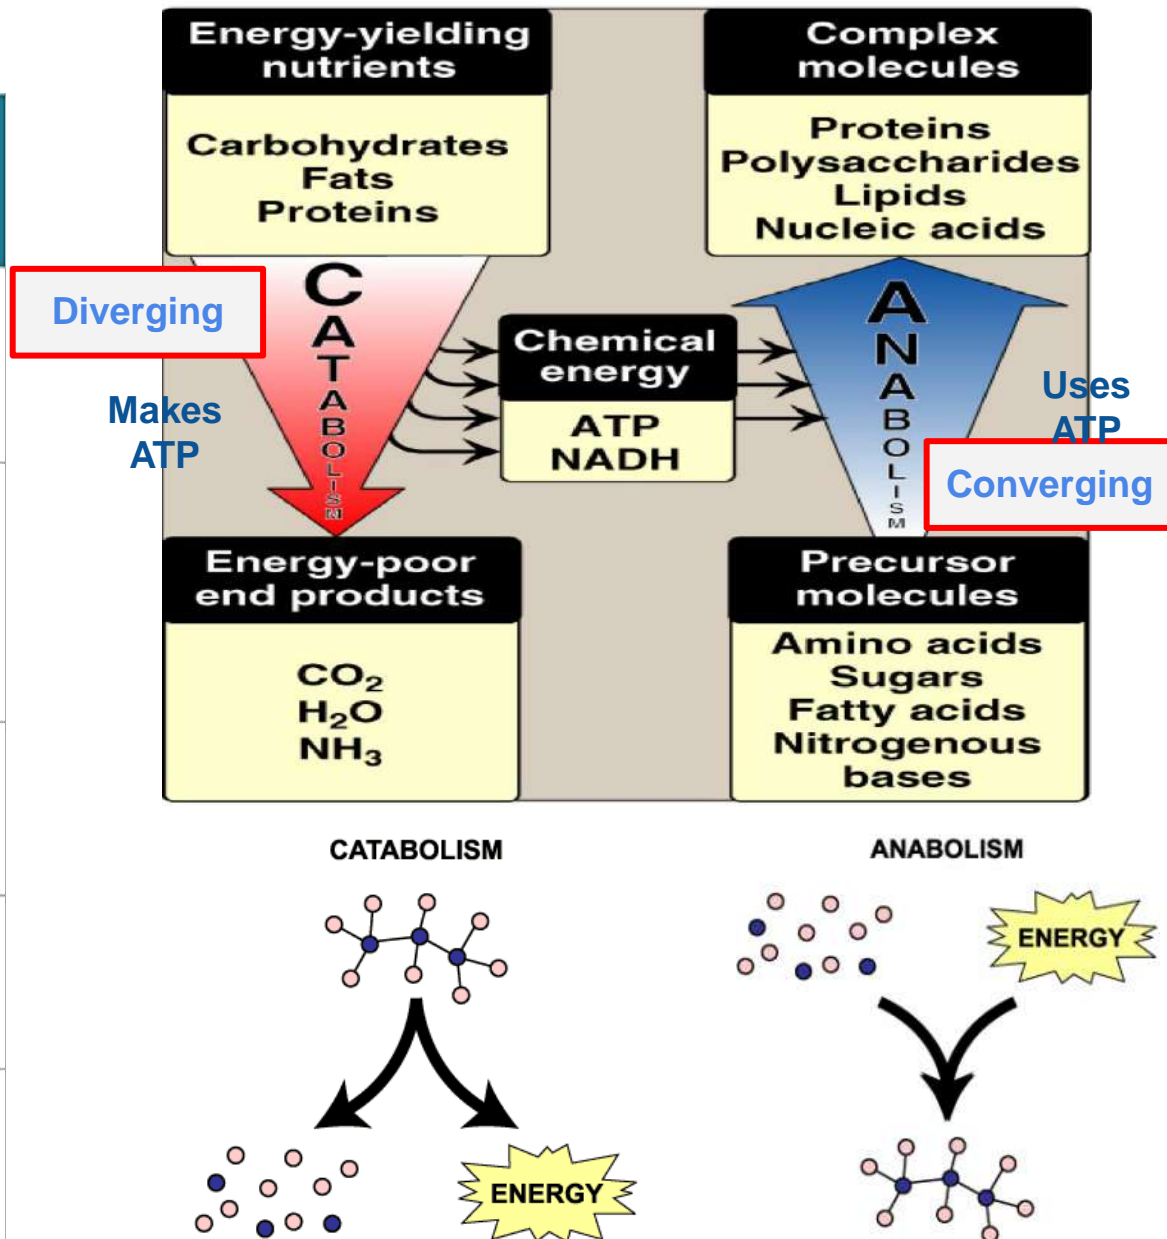 Energy-yielding
nutrients
Carbohydrates
Fats
Proteins
Complex
molecules
Proteins
Polysaccharides
Lipids
Nucleic acids
Diverging
Makes
ATP
CATABOLISM
Chemical
energy
ATP
NADH
ANABOLISM
Uses
ATP
Converging
Energy-poor
end products
CO₂
H₂O
NH₃
Precursor
molecules
Amino acids
Sugars
Fatty acids
Nitrogenous
bases
CATABOLISM
ANABOLISM
ENERGY
ENERGY